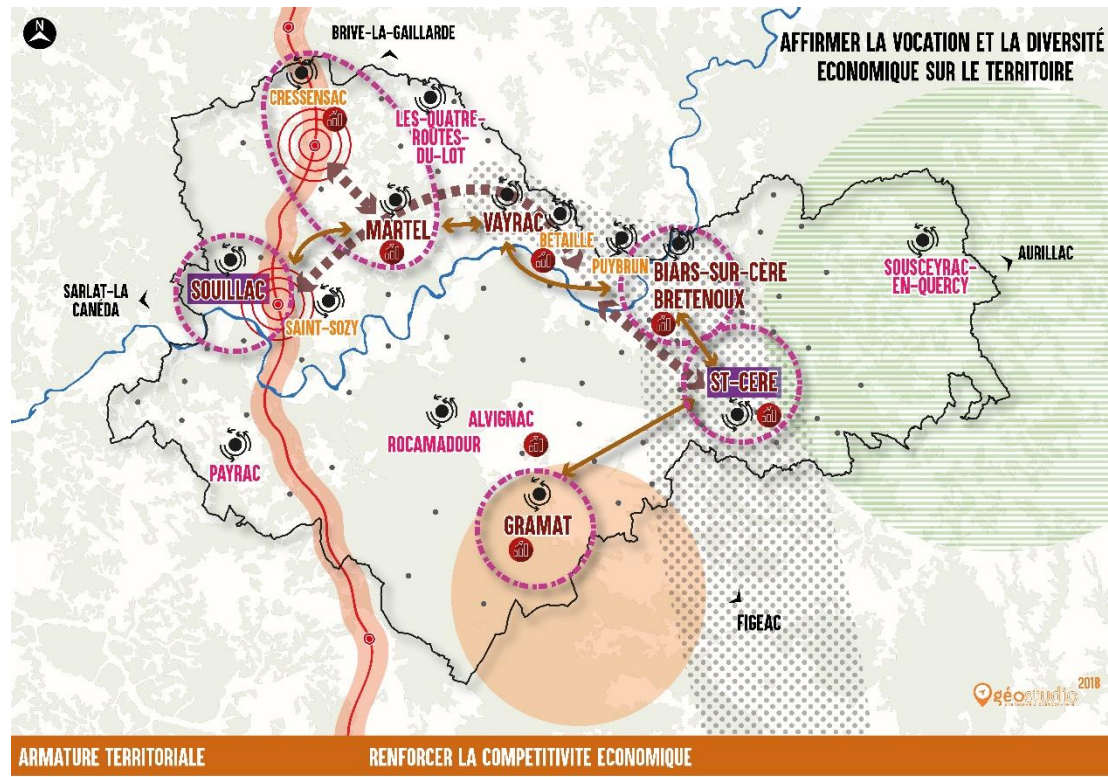 N
BRIVE-LA-GAILLARDE
AFFIRMER LA VOCATION ET LA DIVERSITÉ
ECONOMIQUE SUR LE TERRITOIRE
CRESSENSAC
LES-QUATRE-
ROUTES-
DU-LOT
MARTEL
VAYRAC
BETAILLE
PUYBRUN
BIARS-SUR-CÈRE
BRETENOUX
SOUSCEYRAC-
EN-QUERCY
AURILLAC
SARLAT-LA
CANÉDA
SOUILLAC
SAINT-SOZY
ST-CERE
PAYRAC
ROCAMADOUR
ALVIGNAC
GRAMAT
FIGEAC
géostudio
2018
ARMATURE TERRITORIALE
RENFORCER LA COMPETITIVITE ECONOMIQUE